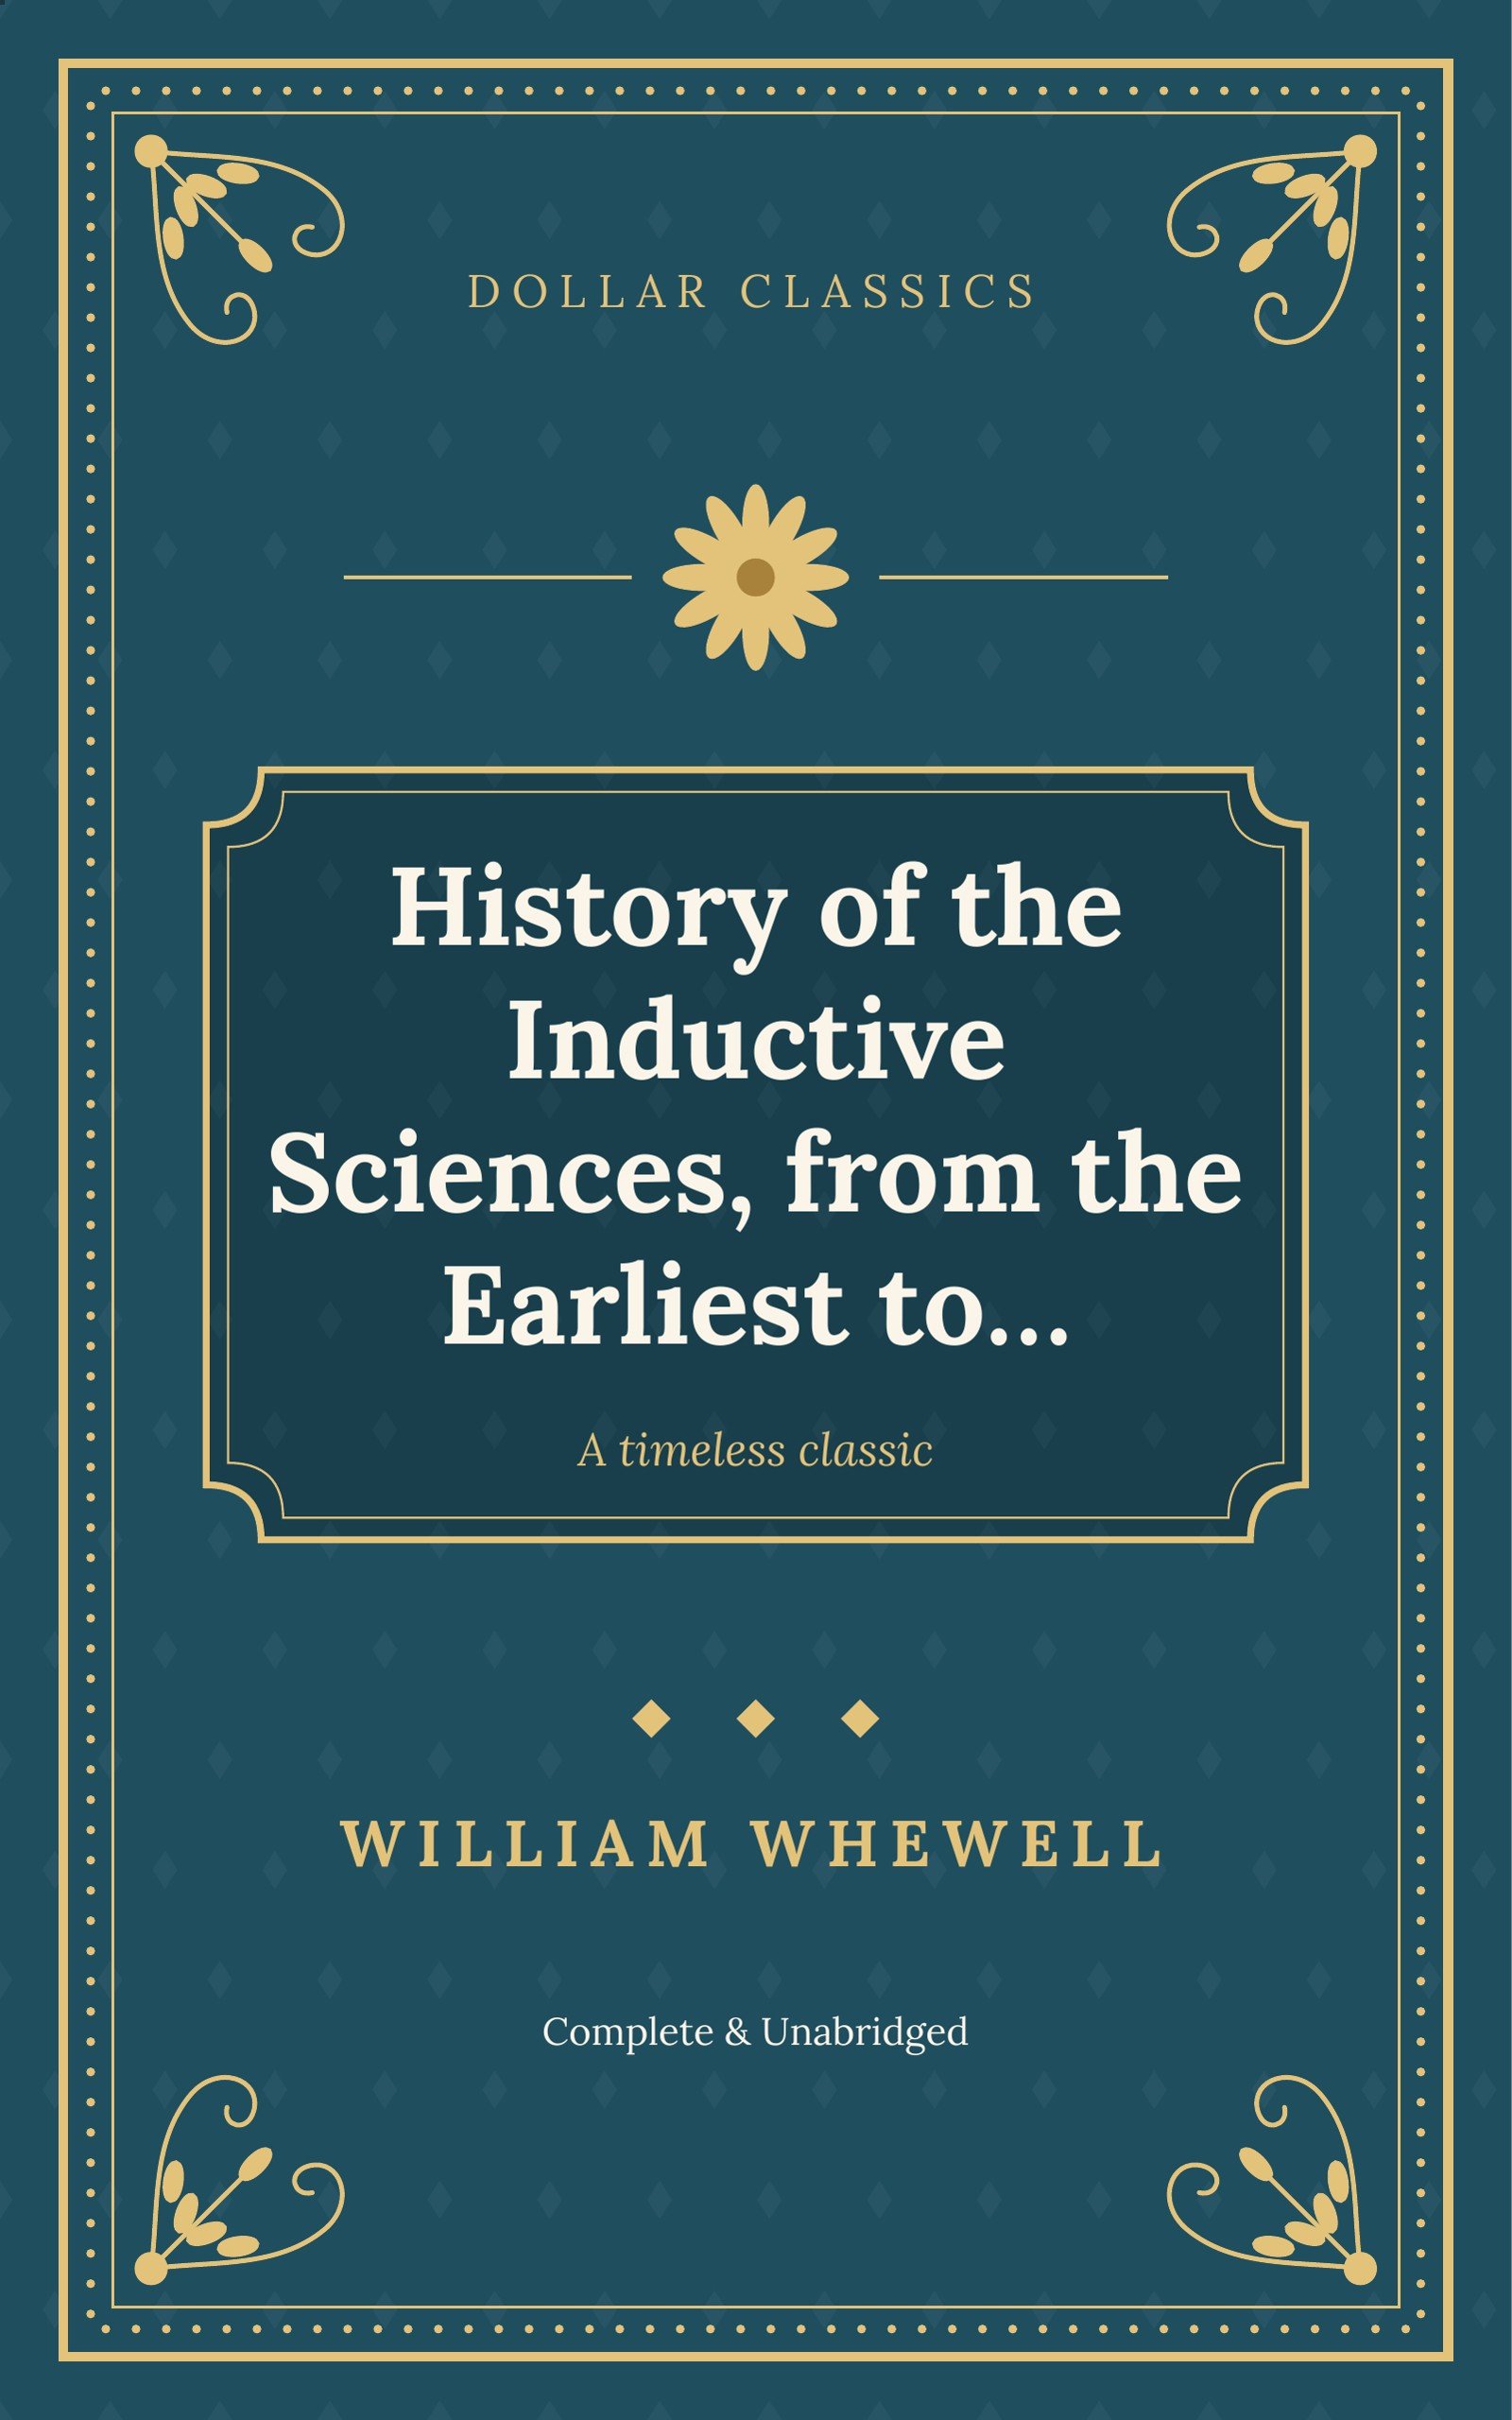 DOLLAR CLASSICS
History of the
Inductive
Sciences, from the
Earliest to...
A timeless classic
WILLIAM WHEWELL
Complete & Unabridged